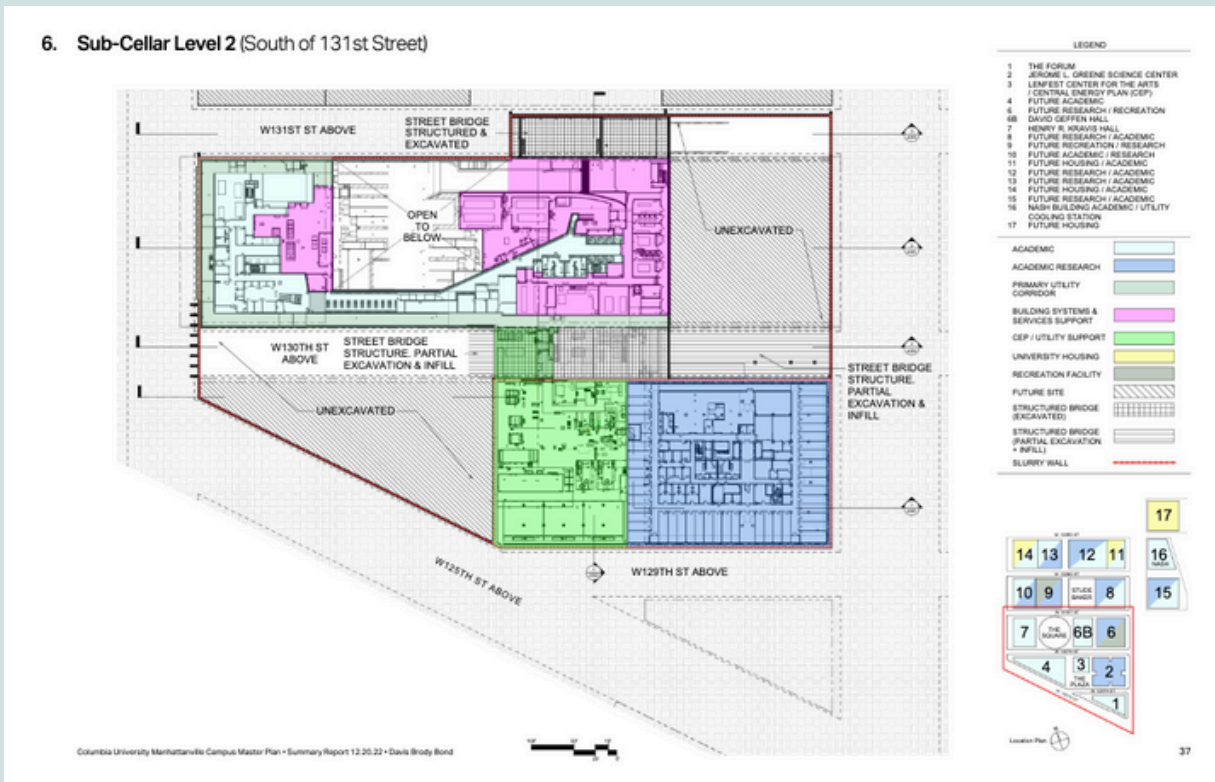 6. Sub-Cellar Level 2 (South of 131st Street)
LEGEND
1 THE FORUM
2 JEROME L. GREENE SCIENCE CENTER
3 LENFEST CENTER FOR THE ARTS
/ CENTRAL ENERGY PLAN (CEP)
4 FUTURE ACADEMIC
6 FUTURE RESEARCH / RECREATION
6B DAVID GEFFEN HALL
7 HENRY R. KRAVIS HALL
8 FUTURE RESEARCH / ACADEMIC
9 FUTURE RECREATION / RESEARCH
10 FUTURE ACADEMIC / RESEARCH
11 FUTURE HOUSING / ACADEMIC
12 FUTURE RESEARCH / ACADEMIC
13 FUTURE RESEARCH / ACADEMIC
14 FUTURE HOUSING / ACADEMIC
15 FUTURE RESEARCH / ACADEMIC
16 NASH BUILDING ACADEMIC / UTILITY
COOLING STATION
17 FUTURE HOUSING
ACADEMIC
ACADEMIC RESEARCH
PRIMARY UTILITY
CORRIDOR
BUILDING SYSTEMS &
SERVICES SUPPORT
CEP / UTILITY SUPPORT
UNIVERSITY HOUSING
RECREATION FACILITY
FUTURE SITE
STRUCTURED BRIDGE
(EXCAVATED)
STRUCTURED BRIDGE
(PARTIAL EXCAVATION
+ INFILL)
SLURRY WALL
W131ST ST ABOVE
STREET BRIDGE
STRUCTURED &
EXCAVATED
OPEN
TO
BELOW
UNEXCAVATED
W130TH ST
ABOVE
STREET BRIDGE
STRUCTURE. PARTIAL
EXCAVATION & INFILL
STREET BRIDGE
STRUCTURE.
PARTIAL
EXCAVATION &
INFILL
UNEXCAVATED
W125TH ST ABOVE
W129TH ST ABOVE
17
14 13 12 11 16
NASH
10 9 STUDE
BAKER 8 15
7 THE
SQUARE 6B 6
4 3 2
THE
PLAZA
1
Location Plan
Columbia University Manhattanville Campus Master Plan • Summary Report 12.20.22 • Davis Brody Bond
37